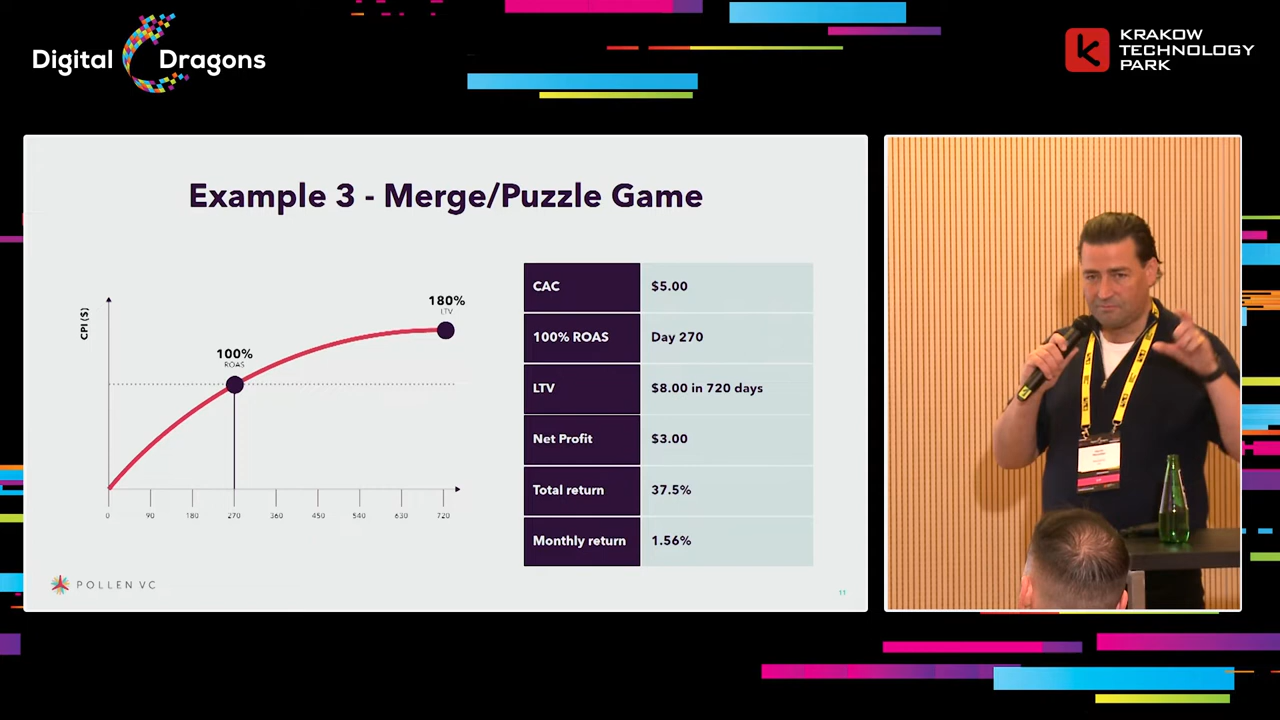 Digital Dragons
KRAKOW
TECHNOLOGY
PARK
Example 3 - Merge/Puzzle Game
CPI ($)
100%
ROAS
180%
LTV
0 90 180 270 360 450 540 630 720
CAC $5.00
100% ROAS Day 270
LTV $8.00 in 720 days
Net Profit $3.00
Total return 37.5%
Monthly return 1.56%
POLLEN VC
11